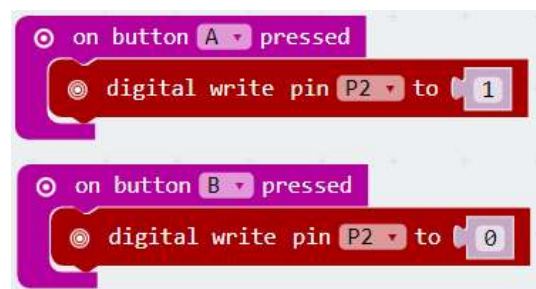 on button A pressed
digital write pin P2 to 1
on button B pressed
digital write pin P2 to 0